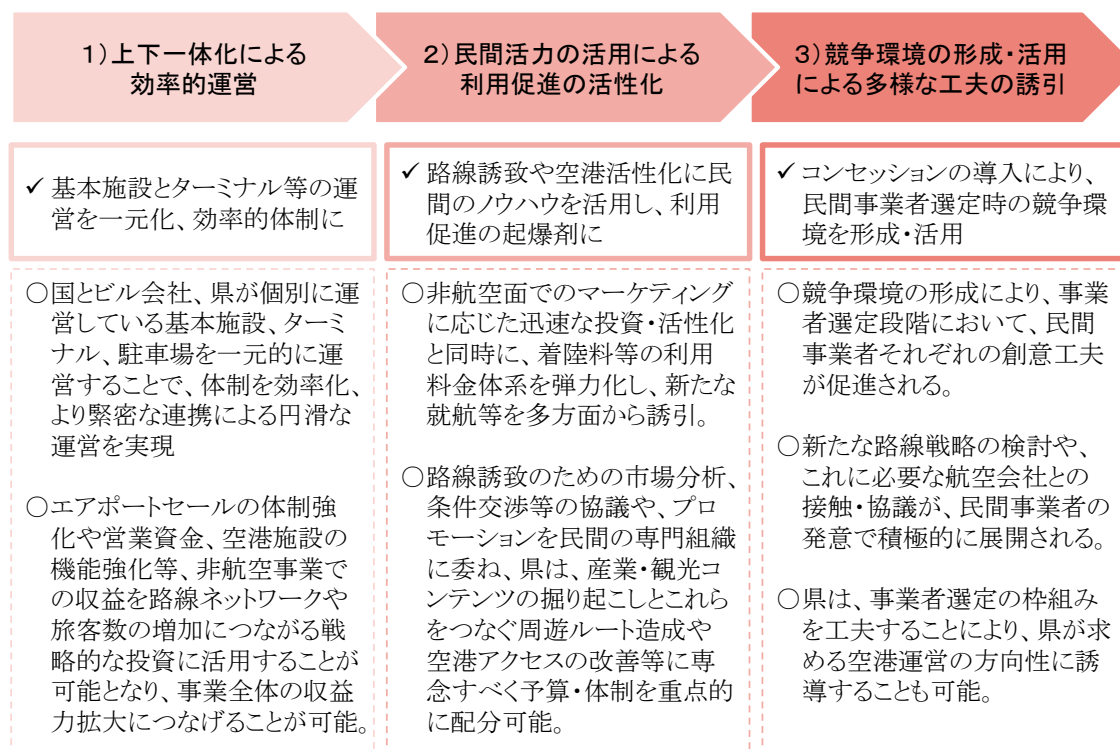 1)上下一体化による
効率的運営
2)民間活力の活用による
利用促進の活性化
3)競争環境の形成・活用
による多様な工夫の誘引
✓ 基本施設とターミナル等の運
営を一元化、効率的体制に
✓ 路線誘致や空港活性化に民
間のノウハウを活用し、利用
促進の起爆剤に
✓ コンセッションの導入により、
民間事業者選定時の競争環
境を形成・活用
○国とビル会社、県が個別に運
営している基本施設、ターミ
ナル、駐車場を一元的に運
営することで、体制を効率化、
より緊密な連携による円滑な
運営を実現
○エアポートセールの体制強
化や営業資金、空港施設の
機能強化等、非航空事業で
の収益を路線ネットワークや
旅客数の増加につながる戦
略的な投資に活用することが
可能となり、事業全体の収益
力拡大につなげることが可能。
○非航空面でのマーケティング
に応じた迅速な投資・活性化
と同時に、着陸料等の利用
料金体系を弾力化し、新たな
就航等を多方面から誘引。
○路線誘致のための市場分析、
条件交渉等の協議や、プロ
モーションを民間の専門組織
に委ね、県は、産業・観光コ
ンテンツの掘り起こしとこれら
をつなぐ周遊ルート造成や
空港アクセスの改善等に専
念すべく予算・体制を重点的
に配分可能。
○競争環境の形成により、事業
者選定段階において、民間
事業者それぞれの創意工夫
が促進される。
○新たな路線戦略の検討や、
これに必要な航空会社との
接触・協議が、民間事業者の
発意で積極的に展開される。
○県は、事業者選定の枠組み
を工夫することにより、県が求
める空港運営の方向性に誘
導することも可能。